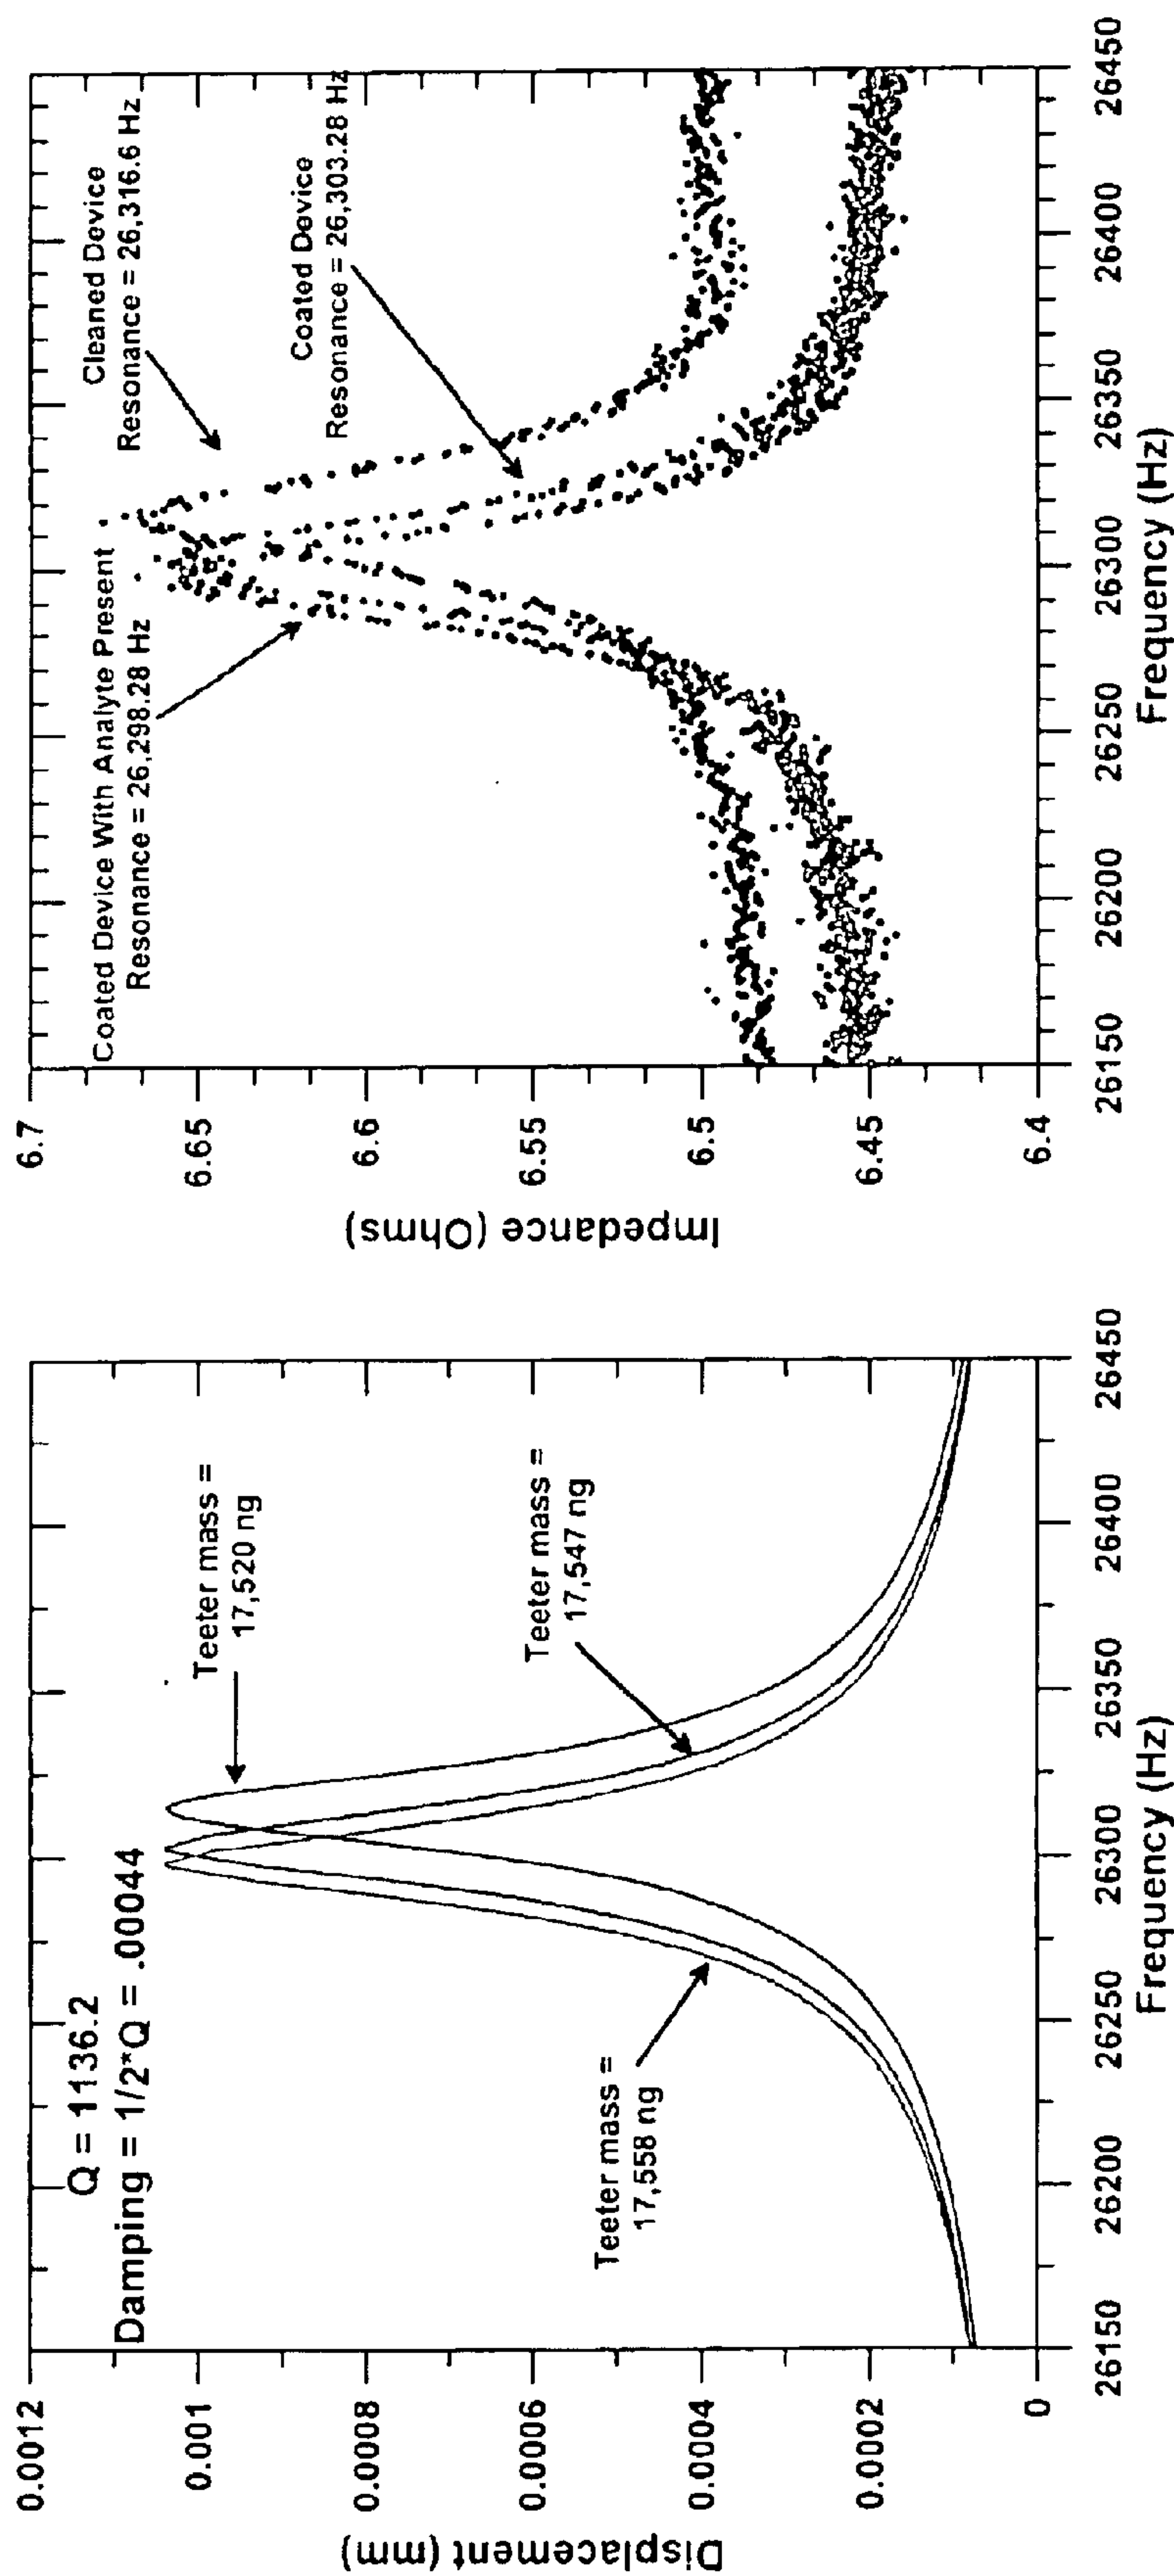 Q = 1136.2
Damping = 1/2*Q = .00044
Teeter mass =
17,520 ng
Teeter mass =
17,547 ng
Teeter mass =
17,558 ng
Displacement (mm)
0.0012
0.001
0.0008
0.0006
0.0004
0.0002
0
26150
26200
26250
26300
26350
26400
26450
Frequency (Hz)
Coated Device With Analyte Present
Resonance = 26,298.28 Hz
Cleaned Device
Resonance = 26,316.6 Hz
Coated Device
Resonance = 26,303.28 Hz
Impedance (Ohms)
6.7
6.65
6.6
6.55
6.5
6.45
6.4
26150
26200
26250
26300
26350
26400
26450
Frequency (Hz)